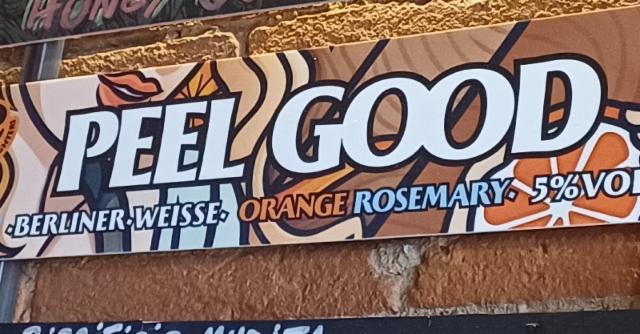 PEEL GOOD
·BERLINER·WEISSE· ORANGE ROSEMARY· 5%VOL